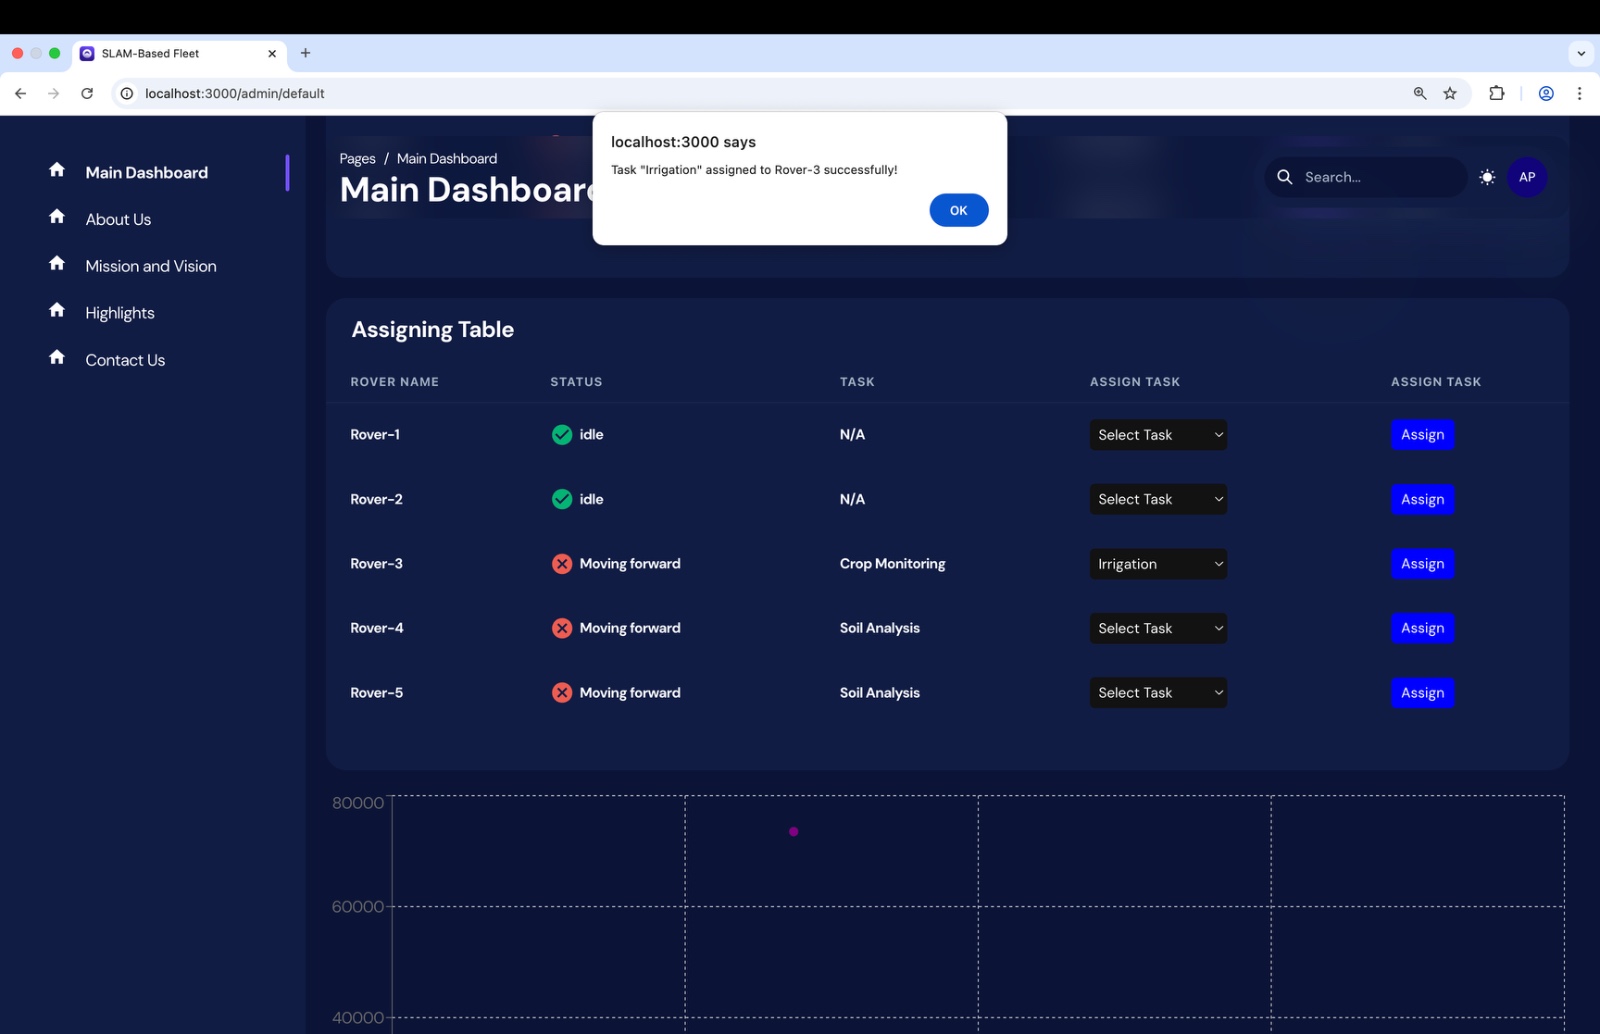 SLAM-Based Fleet
localhost:3000/admin/default
localhost:3000 says
Task "Irrigation" assigned to Rover-3 successfully!
OK
Main Dashboard
About Us
Mission and Vision
Highlights
Contact Us
Pages / Main Dashboard
Main Dashboard
Search...
AP
Assigning Table
ROVER NAME STATUS TASK ASSIGN TASK ASSIGN TASK
Rover-1 idle N/A Select Task Assign
Rover-2 idle N/A Select Task Assign
Rover-3 Moving forward Crop Monitoring Irrigation Assign
Rover-4 Moving forward Soil Analysis Select Task Assign
Rover-5 Moving forward Soil Analysis Select Task Assign
80000
60000
40000